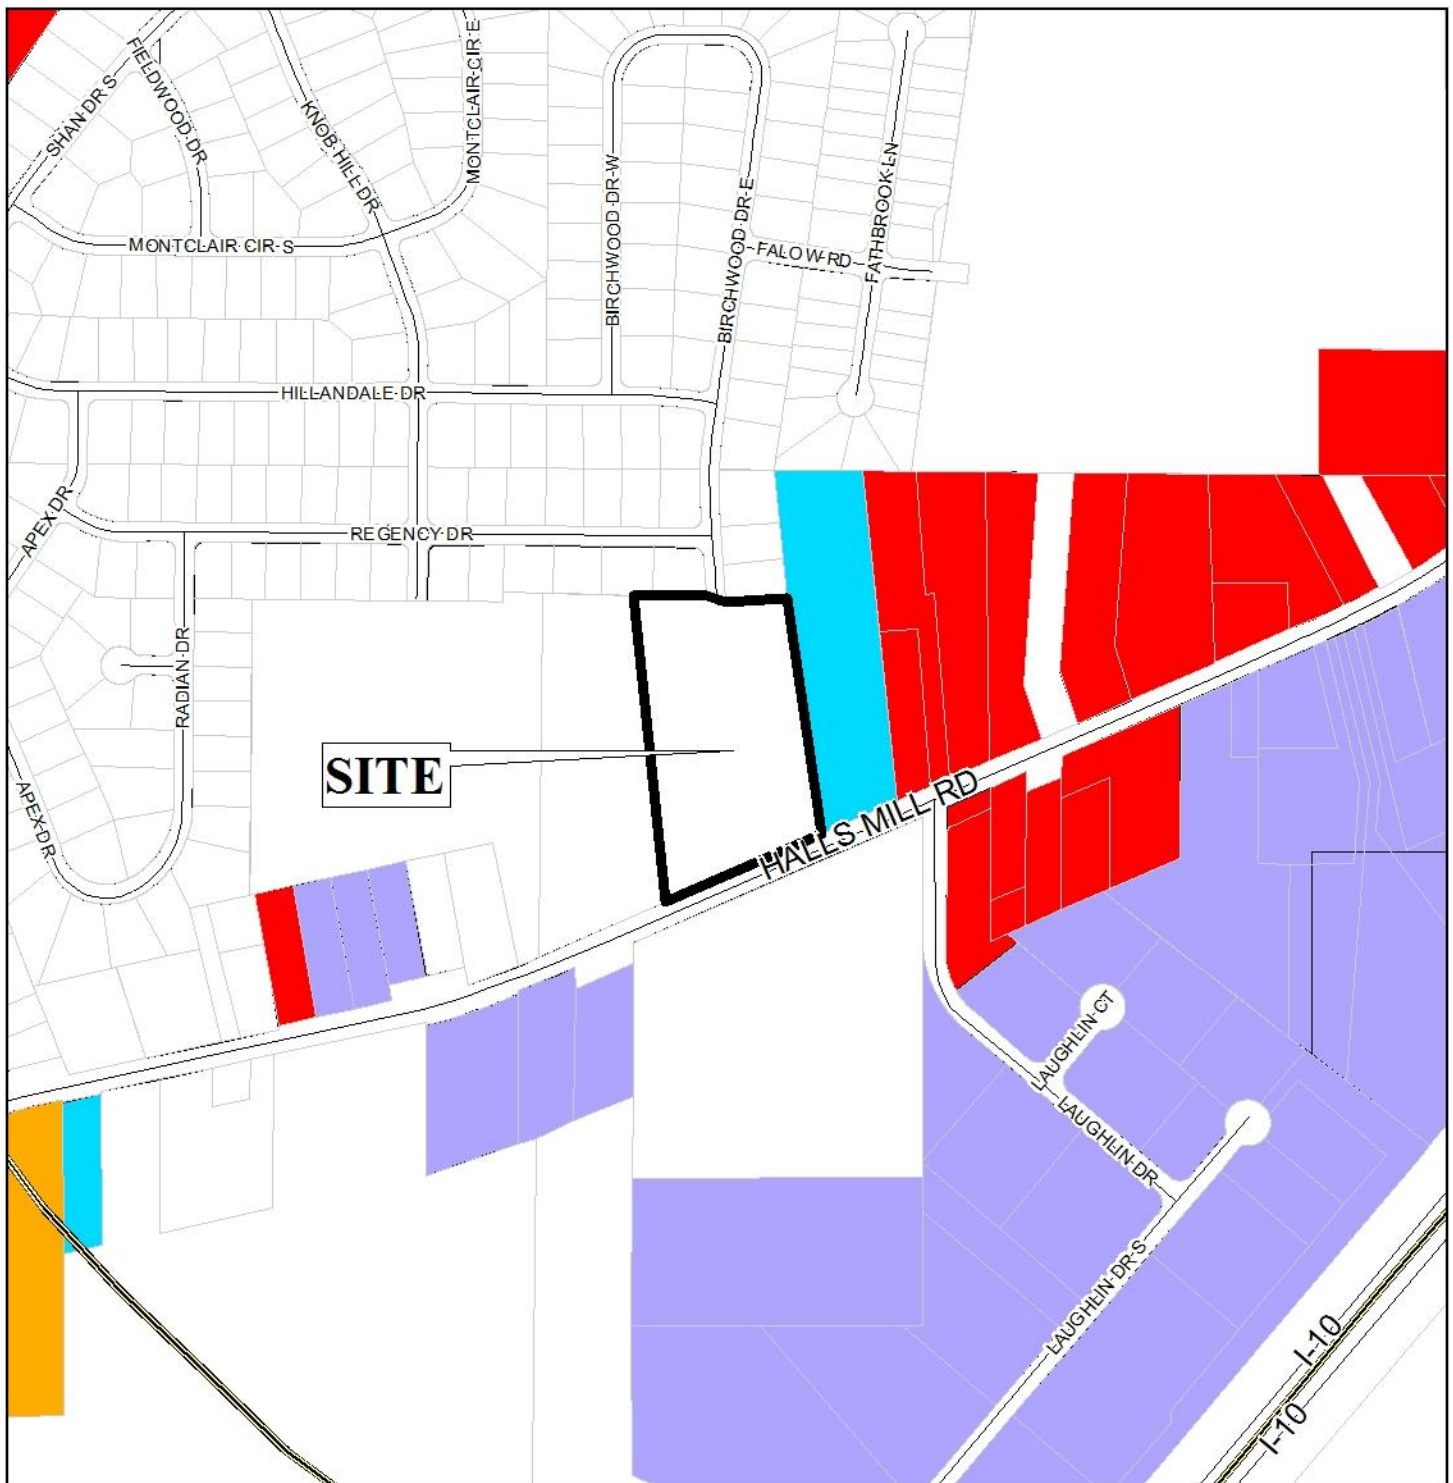 SHAN DR S
FIELDWOOD DR
KNOB HILL DR
MONTCLAIR CIR E
MONTCLAIR CIR S
BIRCHWOOD DR W
BIRCHWOOD DR E
FALOW RD
FATHBROOK LN
HILLANDALE DR
APEX DR
REGENCY DR
RADIAN DR
SITE
APEX DR
HALLS MILL RD
LAUGHLIN CT
LAUGHLIN DR
LAUGHLIN DR S
I-10
I-10